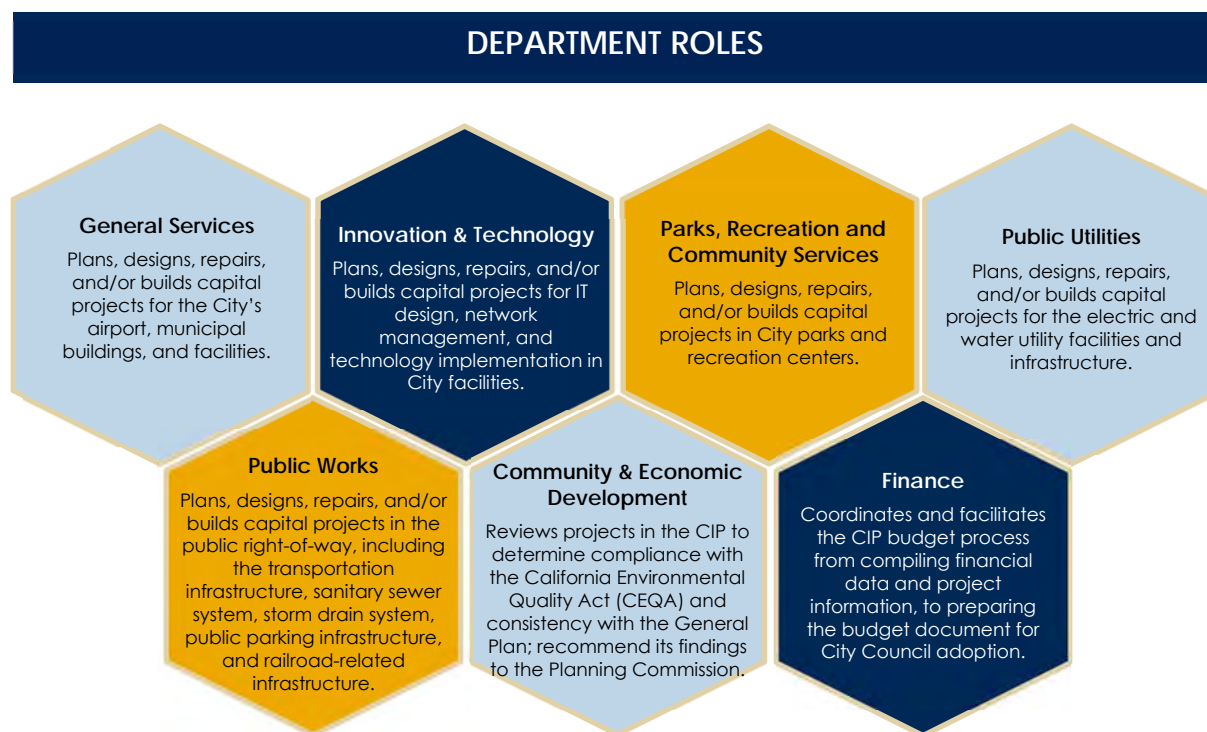 DEPARTMENT ROLES
General Services
Plans, designs, repairs,
and/or builds capital
projects for the City's
airport, municipal
buildings, and facilities.
Innovation & Technology
Plans, designs, repairs, and/or
builds capital projects for IT
design, network
management, and
technology implementation in
City facilities.
Parks, Recreation and
Community Services
Plans, designs, repairs,
and/or builds capital
projects in City parks and
recreation centers.
Public Utilities
Plans, designs, repairs,
and/or builds capital
projects for the electric and
water utility facilities and
infrastructure.
Public Works
Plans, designs, repairs, and/or
builds capital projects in the
public right-of-way, including
the transportation
infrastructure, sanitary sewer
system, storm drain system,
public parking infrastructure,
and railroad-related
infrastructure.
Community & Economic
Development
Reviews projects in the CIP to
determine compliance with
the California Environmental
Quality Act (CEQA) and
consistency with the General
Plan; recommend its findings
to the Planning Commission.
Finance
Coordinates and facilitates
the CIP budget process
from compiling financial
data and project
information, to preparing
the budget document for
City Council adoption.